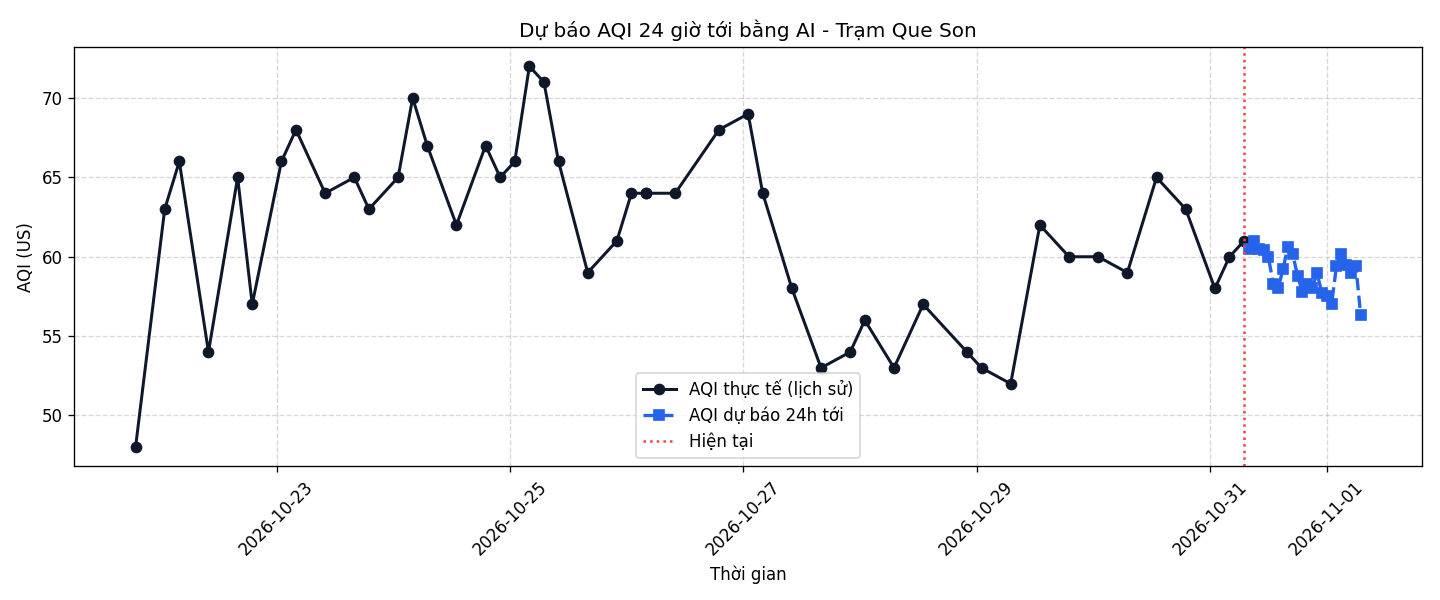 Dự báo AQI 24 giờ tới bằng AI - Trạm Que Son
AQI (US)
70
65
60
55
50
AQI thực tế (lịch sử)
AQI dự báo 24h tới
Hiện tại
2026-10-23
2026-10-25
2026-10-27
2026-10-29
2026-10-31
2026-11-01
Thời gian